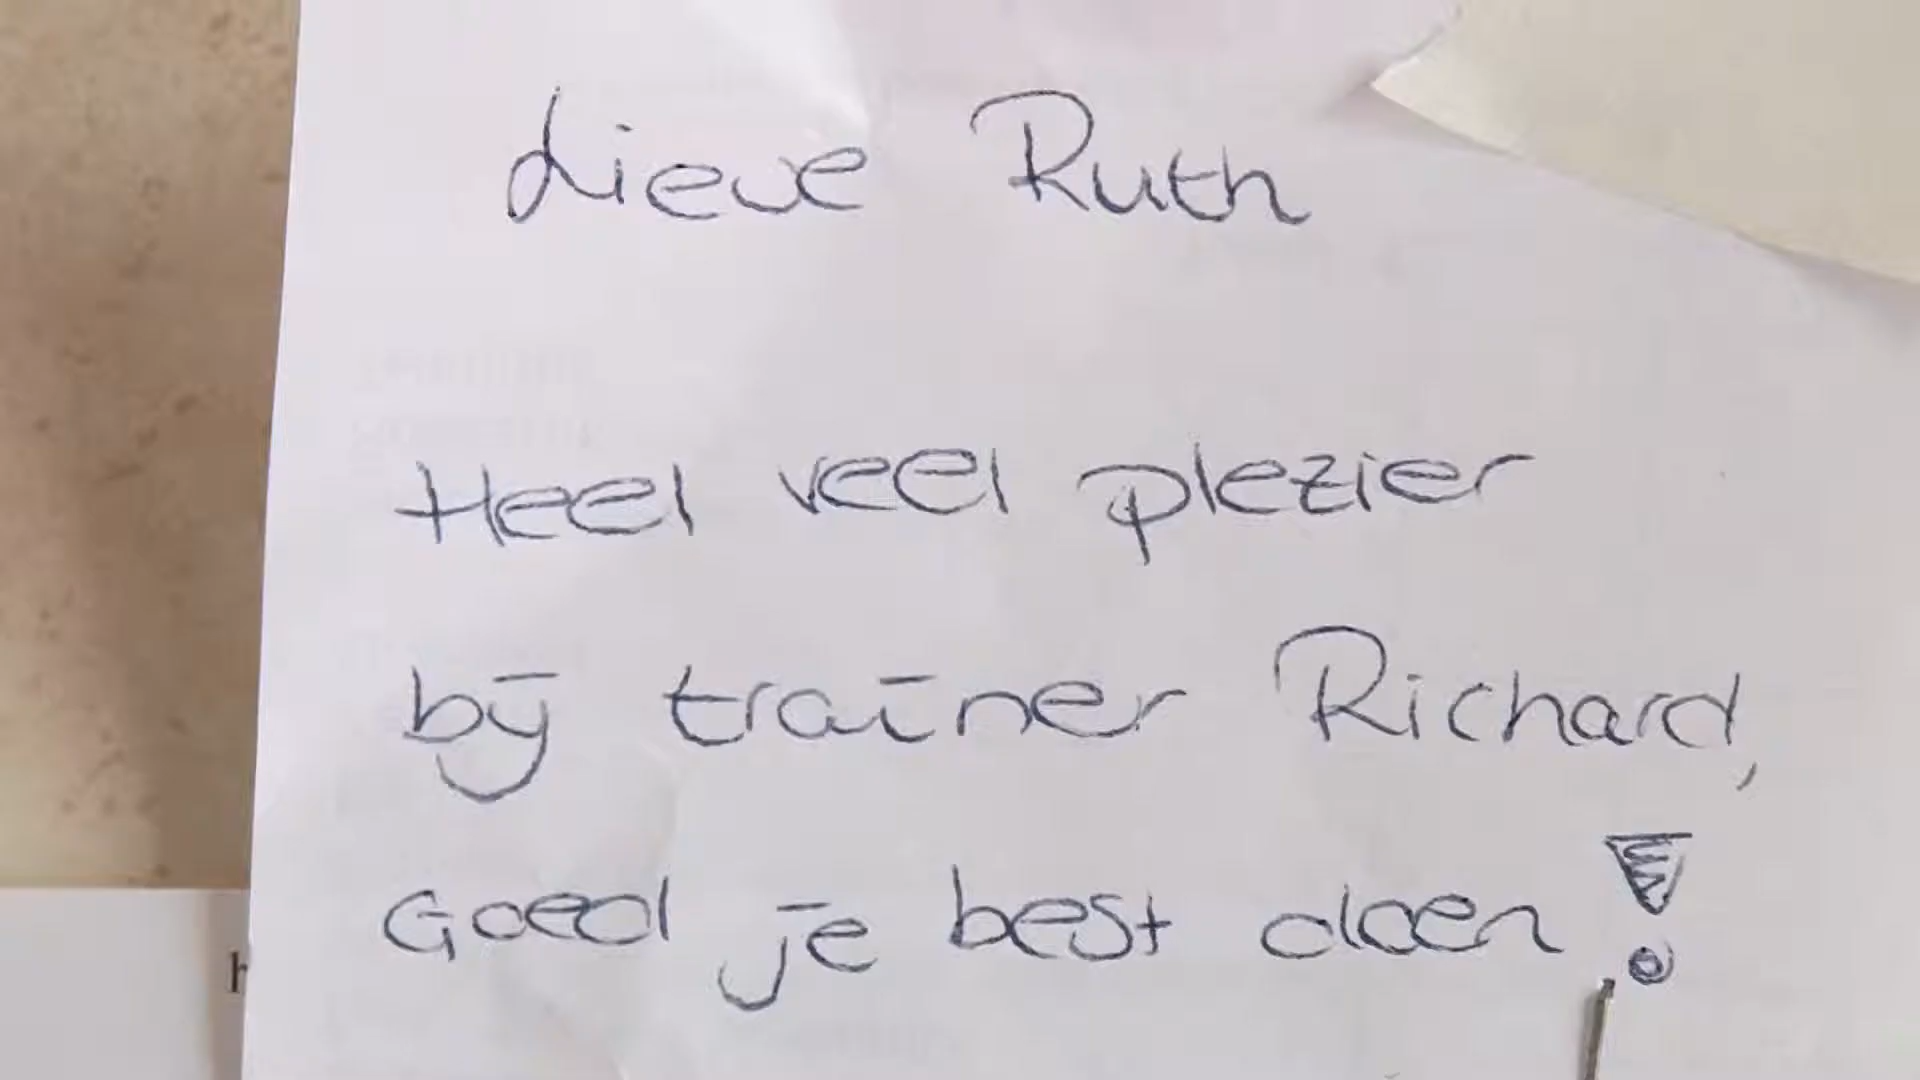 Lieve Ruth
Heel veel plezier
bij trainer Richard,
Goed je best doen!
h